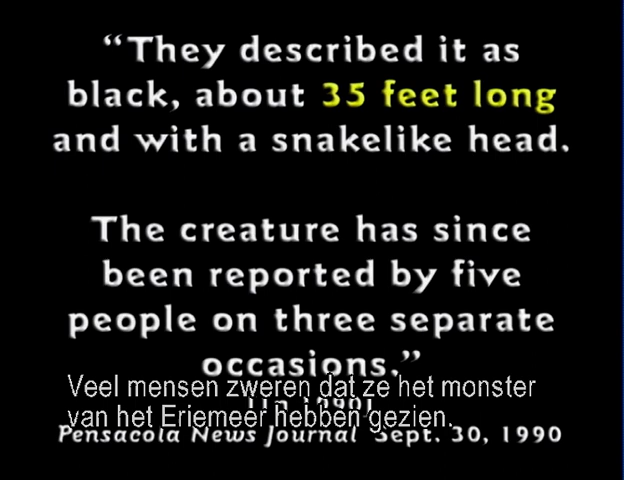 “They described it as
black, about 35 feet long
and with a snakelike head.
The creature has since
been reported by five
people on three separate
occasions.”
Veel mensen zweren dat ze het monster
[In 1990]
van het Eriemeer hebben gezien.
Pensacola News Journal Sept. 30, 1990